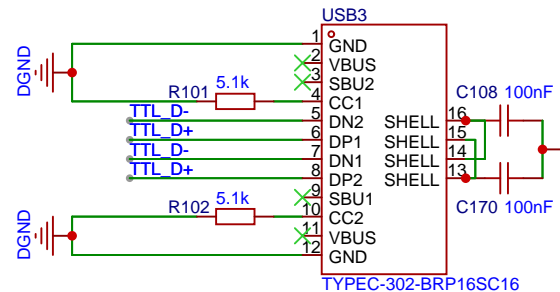 USB3
1 GND
DGND
2 VBUS
3 SBU2
R101 5.1k
4 CC1
TTL_D-
5 DN2
TTL_D+
6 DP1
TTL_D-
7 DN1
TTL_D+
8 DP2
9 SBU1
R102 5.1k
10 CC2
DGND
11 VBUS
12 GND
SHELL 16
SHELL 15
SHELL 14
SHELL 13
C108 100nF
C170 100nF
TYPEC-302-BRP16SC16